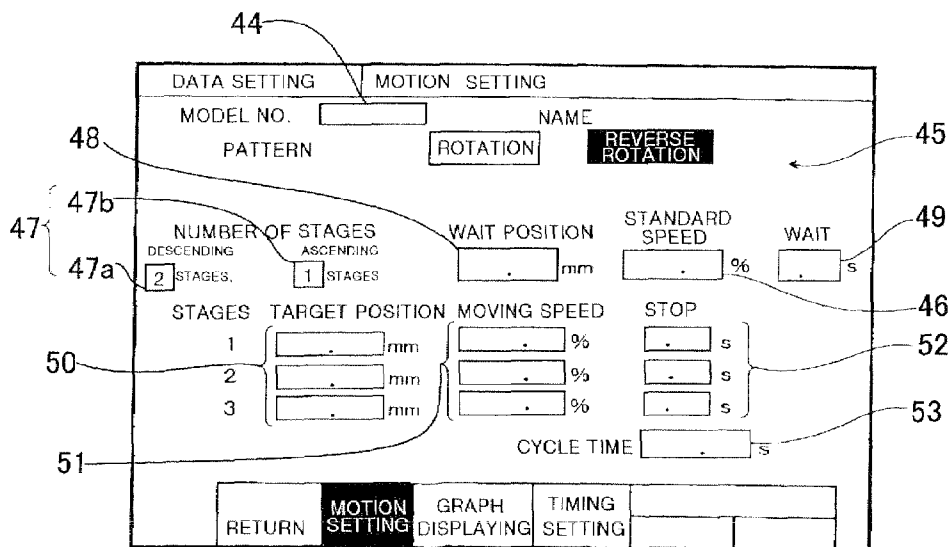 44
DATA SETTING MOTION SETTING
MODEL NO. NAME
48 PATTERN ROTATION REVERSE ROTATION 45
47 47b
NUMBER OF STAGES WAIT POSITION STANDARD SPEED WAIT 49
DESCENDING ASCENDING
47a 2 STAGES. 1 STAGES . mm . % . s
46
STAGES TARGET POSITION MOVING SPEED STOP
1 . mm . % . s
50 2 . mm . % . s 52
3 . mm . % . s
53
51 CYCLE TIME . s
RETURN MOTION SETTING GRAPH DISPLAYING TIMING SETTING